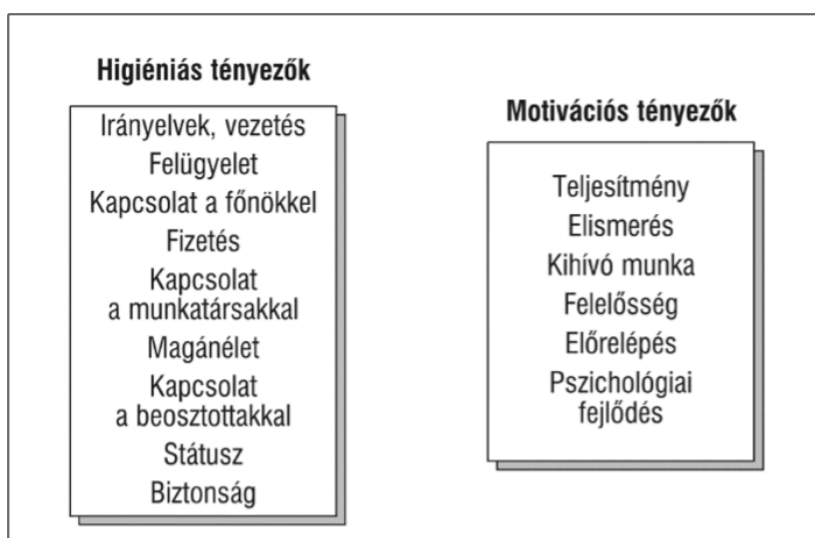 Higiéniás tényezők
Irányelvek, vezetés
Felügyelet
Kapcsolat a főnökkel
Fizetés
Kapcsolat
a munkatársakkal
Magánélet
Kapcsolat
a beosztottakkal
Státusz
Biztonság
Motivációs tényezők
Teljesítmény
Elismerés
Kihívó munka
Felelősség
Előrelépés
Pszichológiai
fejlődés